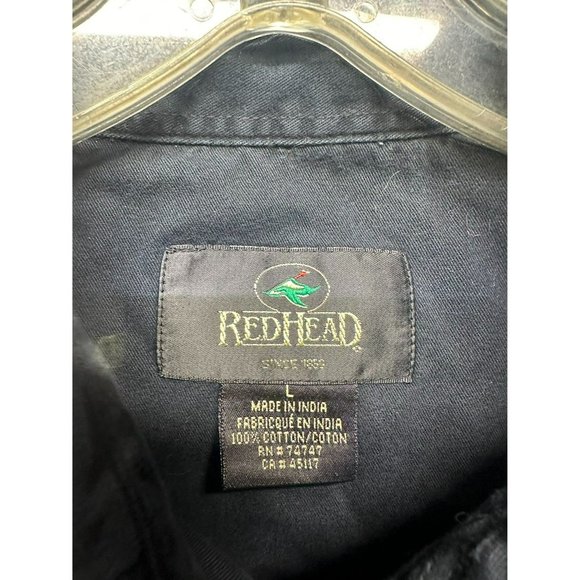 REDHEAD
SINCE 1856
L
MADE IN INDIA
FABRICQUÉ EN INDIA
100% COTTON/COTON
RN# 74747
CA# 45117